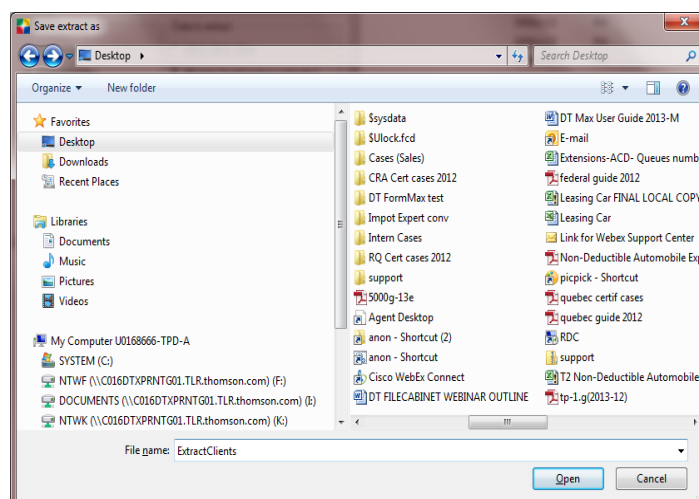 Save extract as
Desktop
Search Desktop
Organize
New folder
Favorites
Desktop
Downloads
Recent Places
Libraries
Documents
Music
Pictures
Videos
My Computer U0168666-TPD-A
SYSTEM (C:)
NTWF (\\C016DTXPRNTG01.TLR.thomson.com) (F:)
DOCUMENTS (\\C016DTXPRNTG01.TLR.thomson.com) (I:)
NTWK (\\C016DTXPRNTG01.TLR.thomson.com) (K:)
$sysdata
$Ulock.fcd
Cases (Sales)
CRA Cert cases 2012
DT FormMax test
Impot Expert conv
Intern Cases
RQ Cert cases 2012
support
5000g-13e
Agent Desktop
anon - Shortcut (2)
anon - Shortcut
Cisco WebEx Connect
DT FILECABINET WEBINAR OUTLINE
DT Max User Guide 2013-M
E-mail
Extensions-ACD- Queues numb
federal guide 2012
Leasing Car FINAL LOCAL COPY
Leasing Car
Link for Webex Support Center
Non-Deductible Automobile Exp
picpick - Shortcut
quebec certif cases
quebec guide 2012
RDC
support
T2 Non-Deductible Automobile
tp-1.g(2013-12)
File name: ExtractClients
Open
Cancel